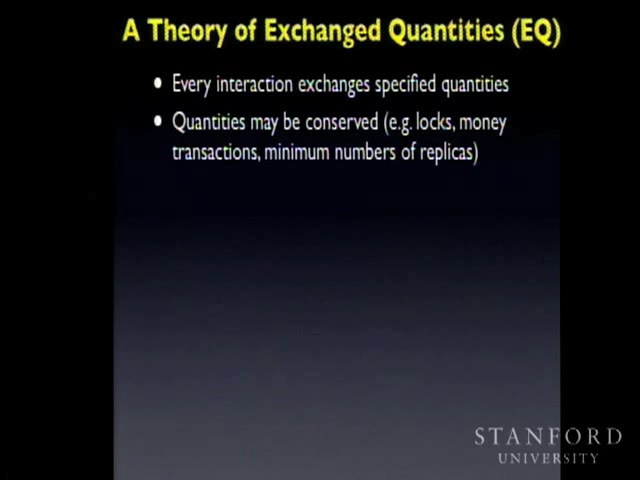 A Theory of Exchanged Quantities (EQ)
• Every interaction exchanges specified quantities
• Quantities may be conserved (e.g. locks, money
transactions, minimum numbers of replicas)
STANFORD
UNIVERSITY